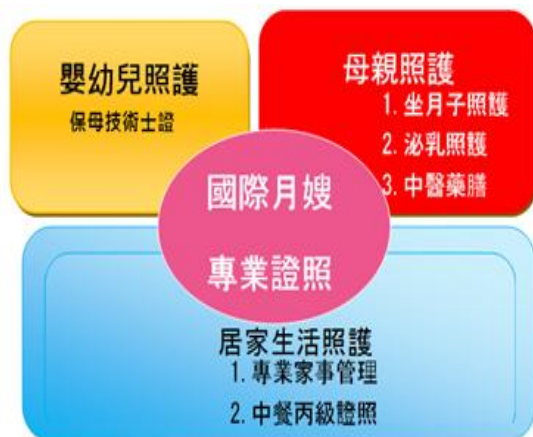 嬰幼兒照護
保母技術士證
母親照護
1. 坐月子照護
2. 泌乳照護
3. 中醫藥膳
國際月嫂
專業證照
居家生活照護
1. 專業家事管理
2. 中餐丙級證照